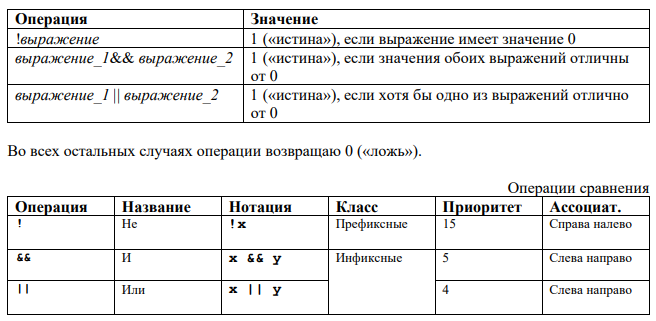 Операция Значение
!выражение 1 («истина»), если выражение имеет значение 0
выражение_1&& выражение_2 1 («истина»), если значения обоих выражений отличны
от 0
выражение_1 || выражение_2 1 («истина»), если хотя бы одно из выражений отлично
от 0
Во всех остальных случаях операции возвращаю 0 («ложь»).
Операции сравнения
Операция Название Нотация Класс Приоритет Ассоциат.
! Не !x Префиксные 15 Справа налево
&& И x && y Инфиксные 5 Слева направо
|| Или x || y 4 Слева направо